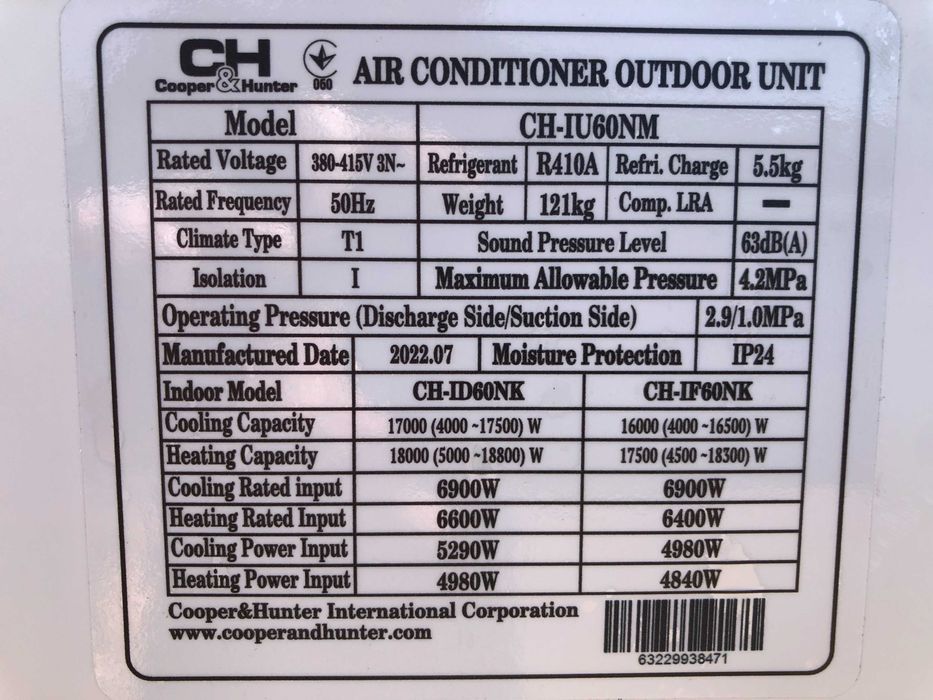 CH
Cooper&Hunter
060
AIR CONDITIONER OUTDOOR UNIT
Model CH-IU60NM
Rated Voltage 380-415V 3N~ Refrigerant R410A Refri. Charge 5.5kg
Rated Frequency 50Hz Weight 121kg Comp. LRA —
Climate Type T1 Sound Pressure Level 63dB(A)
Isolation I Maximum Allowable Pressure 4.2MPa
Operating Pressure (Discharge Side/Suction Side) 2.9/1.0MPa
Manufactured Date 2022.07 Moisture Protection IP24
Indoor Model CH-ID60NK CH-IF60NK
Cooling Capacity 17000 (4000 ~17500) W 16000 (4000 ~16500) W
Heating Capacity 18000 (5000 ~18800) W 17500 (4500 ~18300) W
Cooling Rated input 6900W 6900W
Heating Rated Input 6600W 6400W
Cooling Power Input 5290W 4980W
Heating Power Input 4980W 4840W
Cooper&Hunter International Corporation
www.cooperandhunter.com
63229938471